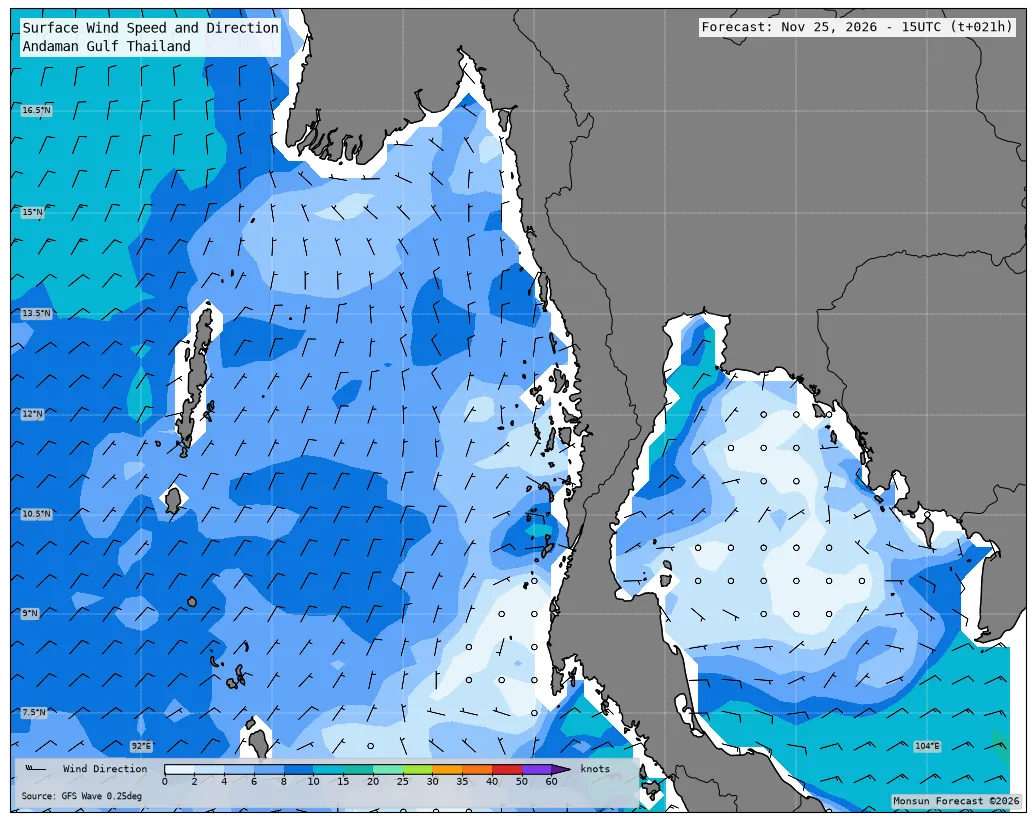 Surface Wind Speed and Direction
Andaman Gulf Thailand
Forecast: Nov 25, 2026 - 15UTC (t+021h)
16.5°N
15°N
13.5°N
12°N
10.5°N
9°N
7.5°N
92°E
104°E
Wind Direction
0 2 4 6 8 10 15 20 25 30 35 40 50 60
knots
Source: GFS Wave 0.25deg
Monsun Forecast ©2026